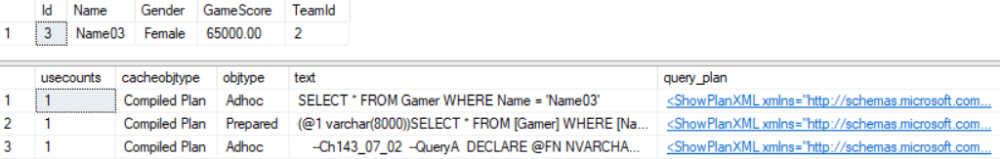 Id Name Gender GameScore TeamId
1 3 Name03 Female 65000.00 2
usecounts cacheobjtype objtype text query_plan
1 1 Compiled Plan Adhoc SELECT * FROM Gamer WHERE Name = 'Name03' <ShowPlanXML xmlns="http://schemas.microsoft.com...
2 1 Compiled Plan Prepared (@1 varchar(8000))SELECT * FROM [Gamer] WHERE [Na... <ShowPlanXML xmlns="http://schemas.microsoft.com...
3 1 Compiled Plan Adhoc --Ch143_07_02 --QueryA DECLARE @FN NVARCHA... <ShowPlanXML xmlns="http://schemas.microsoft.com...